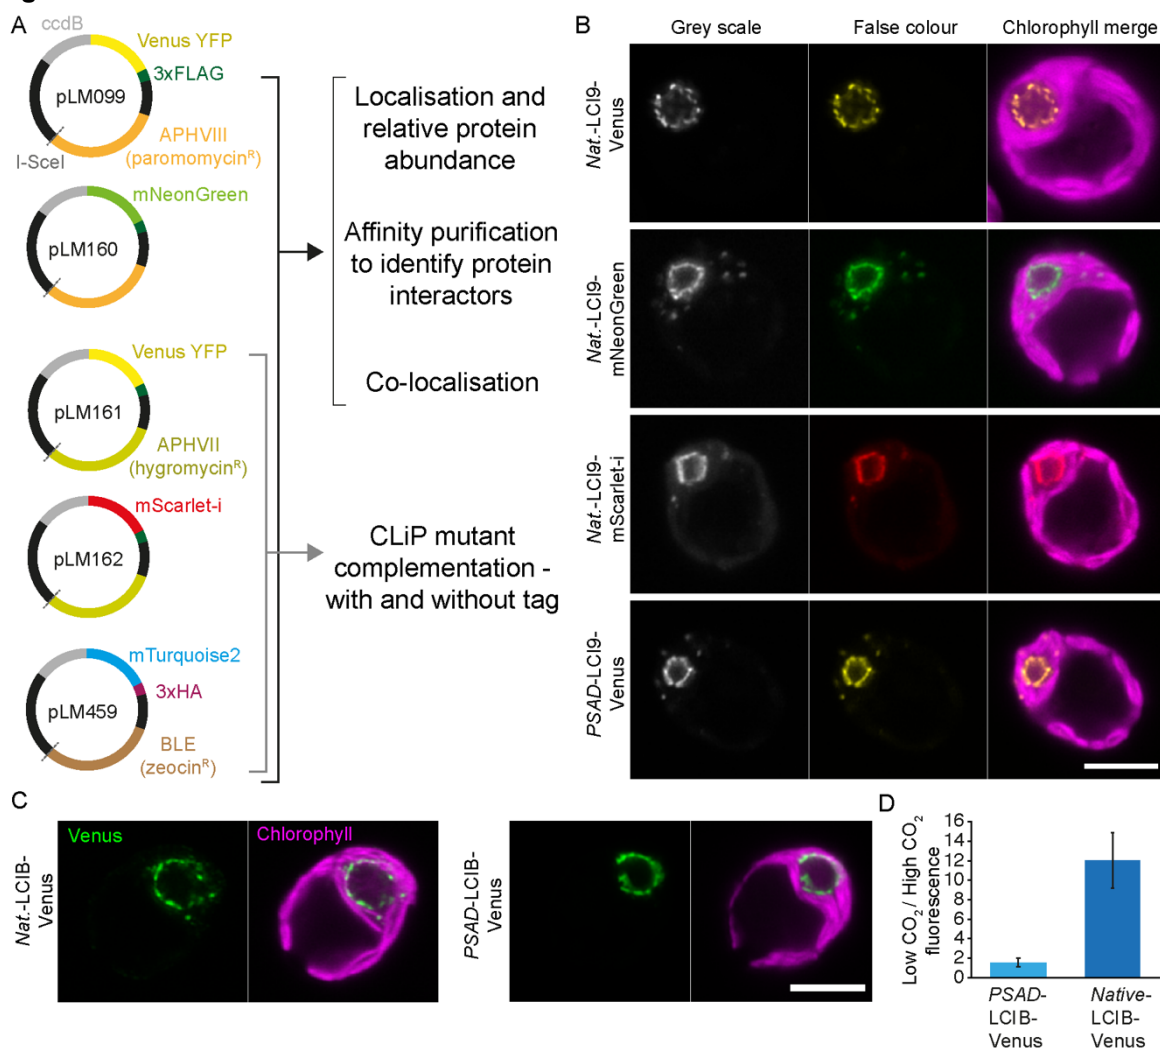 A
ccdB
Venus YFP
3xFLAG
pLM099
APHVIII
(paromomycinᴿ)
I-SceI
mNeonGreen
pLM160
Venus YFP
pLM161
APHVII
(hygromycinᴿ)
mScarlet-i
pLM162
mTurquoise2
3xHA
pLM459
BLE
(zeocinᴿ)
Localisation and
relative protein
abundance
Affinity purification
to identify protein
interactors
Co-localisation
CLiP mutant
complementation -
with and without tag
B
Grey scale
False colour
Chlorophyll merge
Nat.-LCI9-
Venus
Nat.-LCI9-
mNeonGreen
Nat.-LCI9-
mScarlet-i
PSAD-LCI9-
Venus
C
Nat.-LCIB-
Venus
Venus
Chlorophyll
PSAD-LCIB-
Venus
D
Low CO₂ / High CO₂
fluorescence
16
14
12
10
8
6
4
2
0
PSAD-
LCIB-
Venus
Native-
LCIB-
Venus